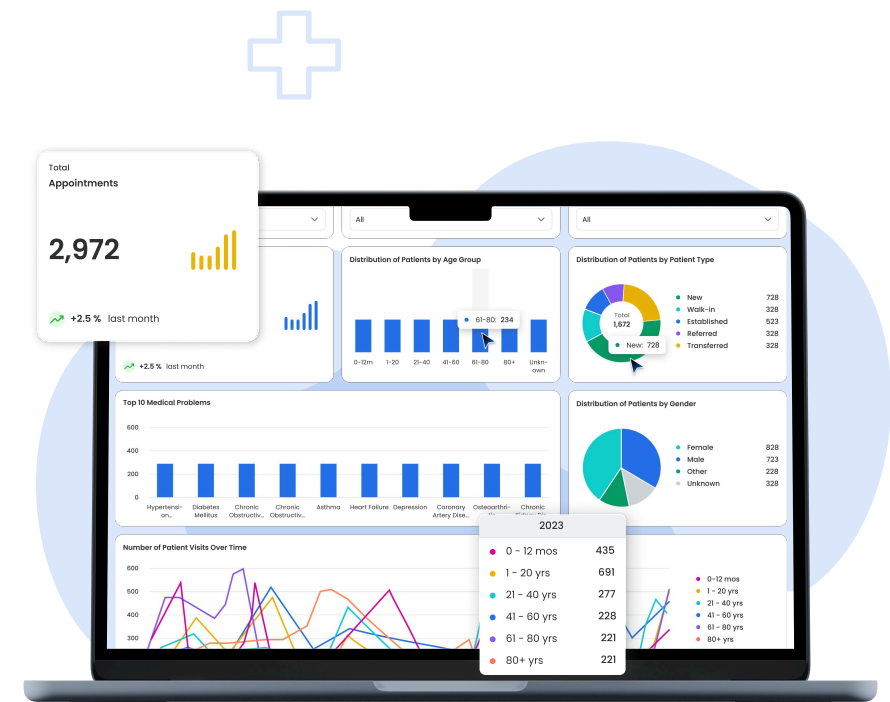 Total
Appointments
2,972
+2.5 % last month
All
All
+2.5 % last month
Distribution of Patients by Age Group
61-80: 234
0-12m 1-20 21-40 41-60 61-80 80+ Unkn-
own
Distribution of Patients by Patient Type
Total
1,672
New: 728
New 728
Walk-in 328
Established 523
Referred 328
Transferred 328
Top 10 Medical Problems
600
400
200
0
Hypertensi- Diabetes Chronic Chronic Asthma Heart Failure Depression Coronary Osteoarthri- Chronic
on.. Mellitus Obstructiv... Obstructiv... Artery Dise...
Distribution of Patients by Gender
Female 828
Male 723
Other 228
Unknown 328
Number of Patient Visits Over Time
600
500
400
300
2023
0 - 12 mos 435
1 - 20 yrs 691
21 - 40 yrs 277
41 - 60 yrs 228
61 - 80 yrs 221
80+ yrs 221
0-12 mos
1 - 20 yrs
21 - 40 yrs
41 - 60 yrs
61 - 80 yrs
80+ yrs